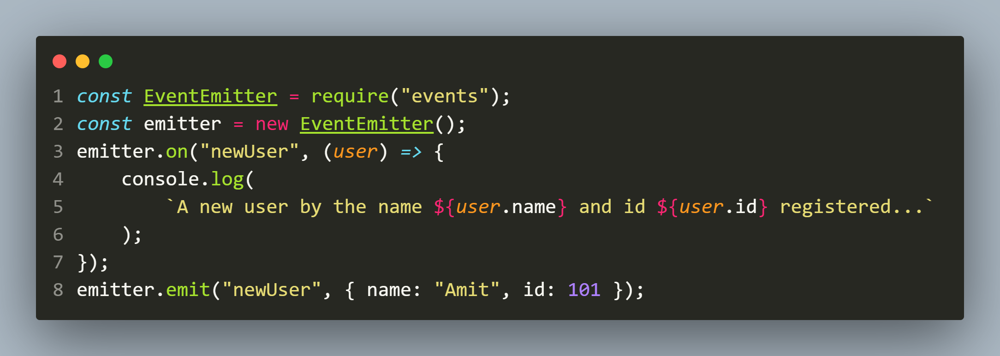 1 const EventEmitter = require("events");
2 const emitter = new EventEmitter();
3 emitter.on("newUser", (user) => {
4     console.log(
5         `A new user by the name ${user.name} and id ${user.id} registered...`
6     );
7 });
8 emitter.emit("newUser", { name: "Amit", id: 101 });